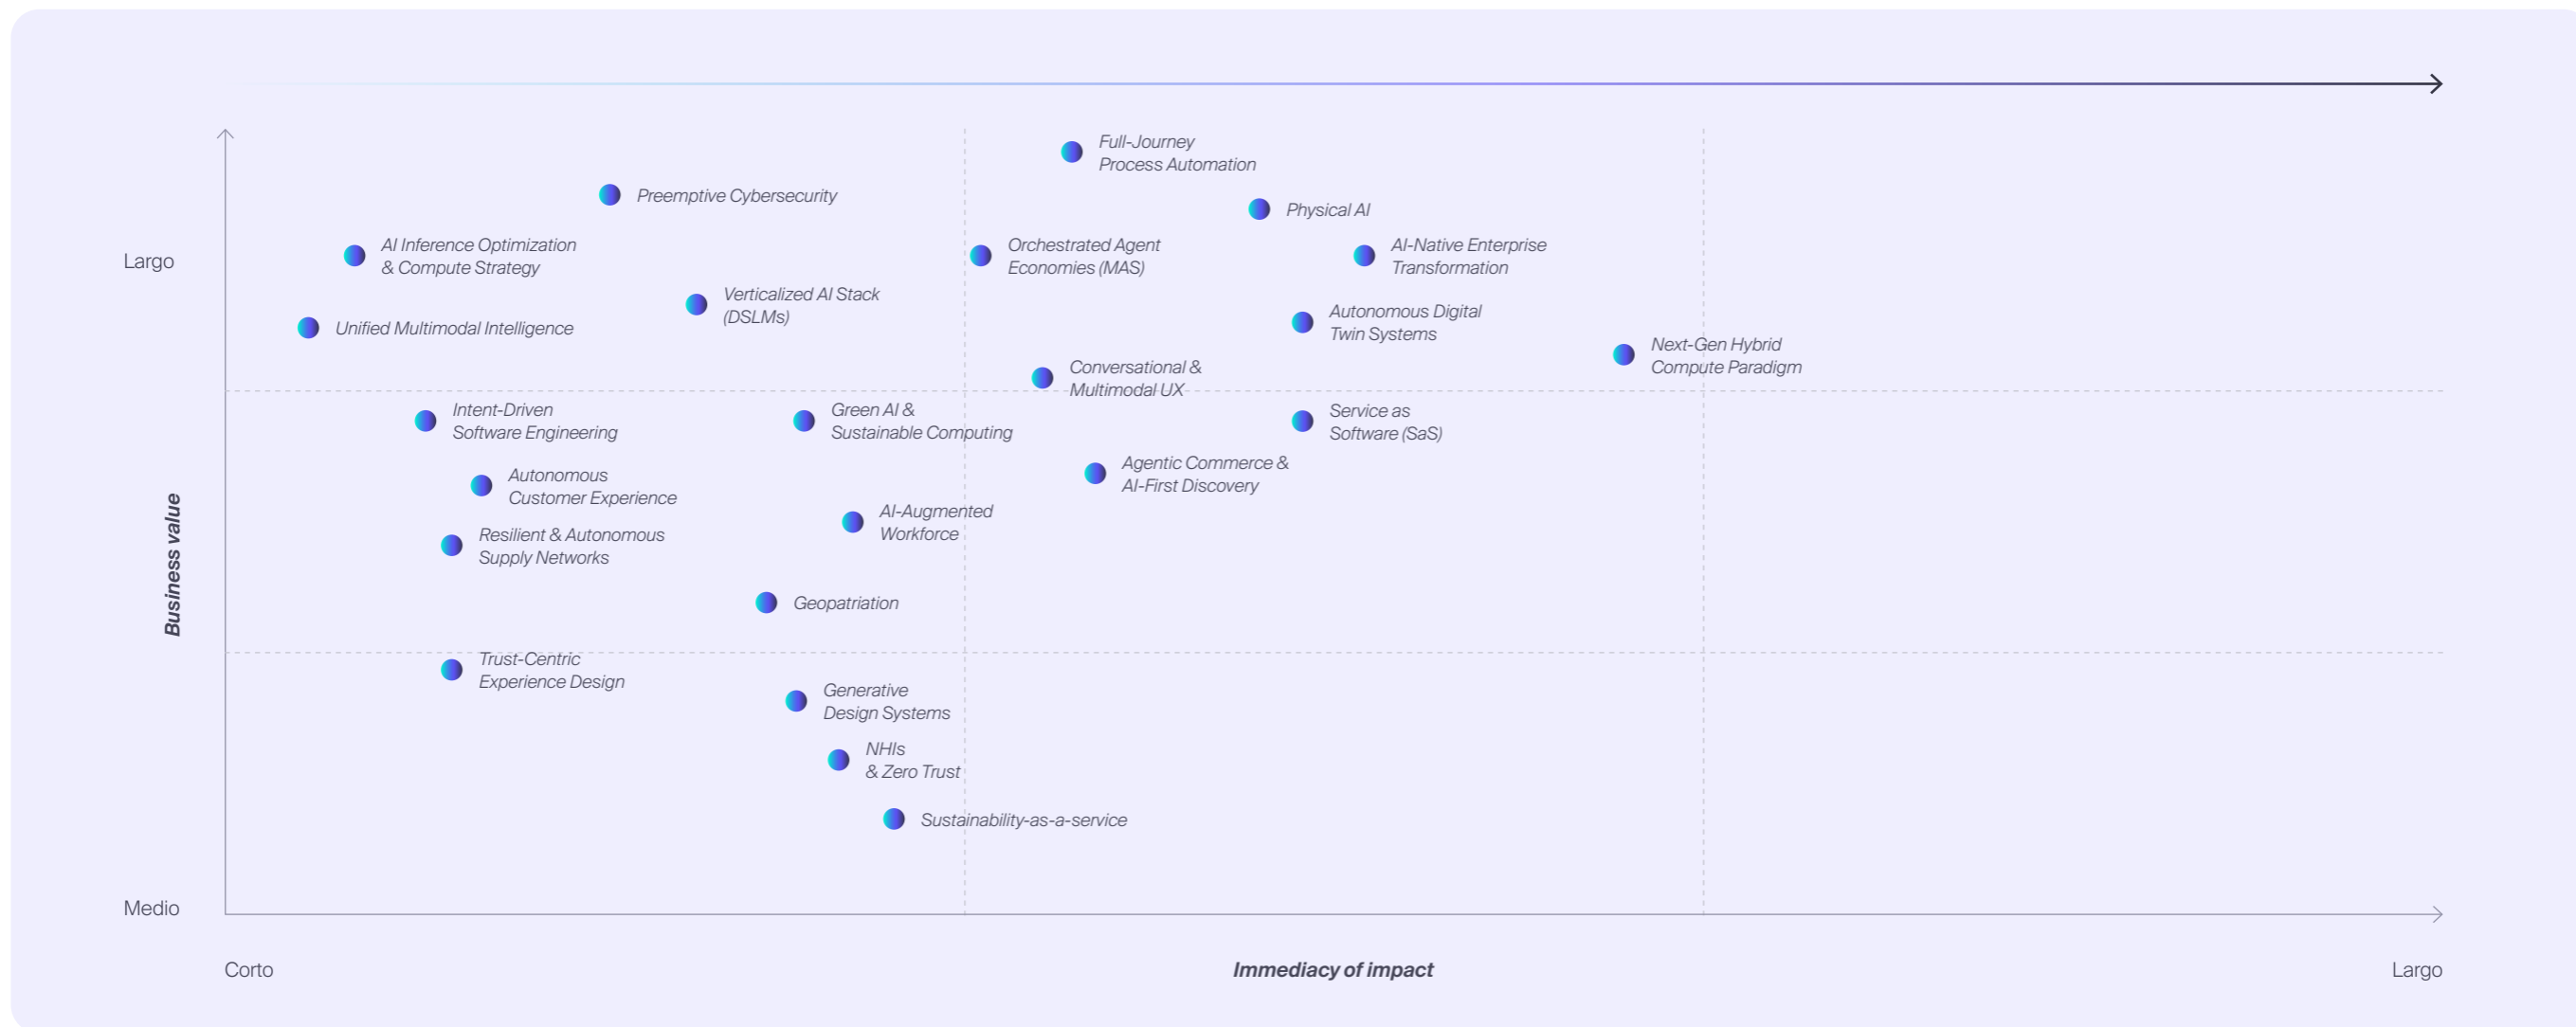 Full-Journey
Process Automation
Preemptive Cybersecurity
Physical AI
Largo
AI Inference Optimization
& Compute Strategy
Orchestrated Agent
Economies (MAS)
AI-Native Enterprise
Transformation
Verticalized AI Stack
(DSLMs)
Unified Multimodal Intelligence
Autonomous Digital
Twin Systems
Next-Gen Hybrid
Compute Paradigm
Conversational &
Multimodal UX
Intent-Driven
Software Engineering
Green AI &
Sustainable Computing
Service as
Software (SaS)
Agentic Commerce &
AI-First Discovery
Autonomous
Customer Experience
AI-Augmented
Workforce
Resilient & Autonomous
Supply Networks
Business value
Geopatriation
Trust-Centric
Experience Design
Generative
Design Systems
NHIs
& Zero Trust
Sustainability-as-a-service
Medio
Corto
Immediacy of impact
Largo